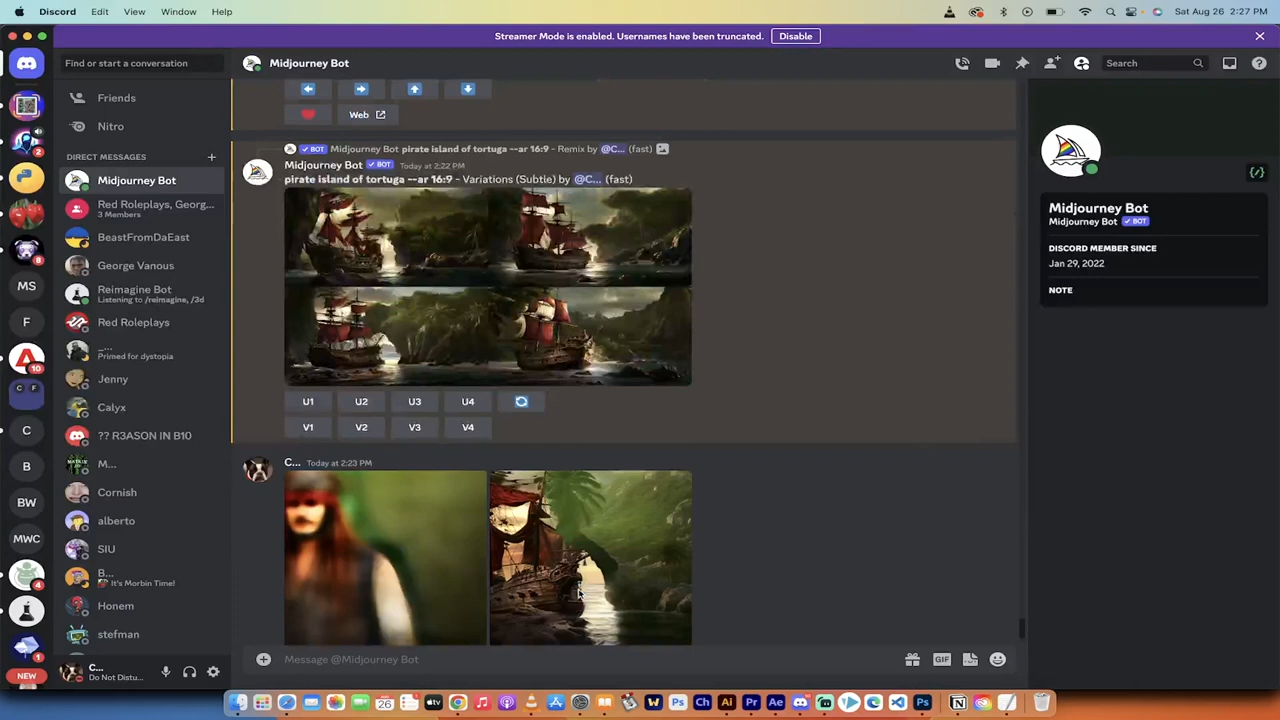 Discord Edit View Window Help Sat Aug 26 2:27 PM
Streamer Mode is enabled. Usernames have been truncated. Disable
Find or start a conversation
Midjourney Bot
Search
Friends
Nitro
DIRECT MESSAGES
Midjourney Bot
Red Roleplays, Georg...
3 Members
BeastFromDaEast
George Vanous
Reimagine Bot
Listening to /reimagine, /3d
Red Roleplays
_...
Primed for dystopia
Jenny
Calyx
?? R3ASON IN B10
M...
Cornish
alberto
SIU
B...
It's Morbin Time!
Honem
stefman
C...
Do Not Distu...
2
8
MS
F
10
C F
C
B
BW
MWC
4
1
NEW
Web
BOT Midjourney Bot pirate island of tortuga --ar 16:9 - Remix by @C... (fast)
Midjourney Bot BOT Today at 2:22 PM
pirate island of tortuga --ar 16:9 - Variations (Subtle) by @C... (fast)
U1 U2 U3 U4
V1 V2 V3 V4
C... Today at 2:23 PM
Message @Midjourney Bot
GIF
Midjourney Bot
Midjourney Bot BOT
DISCORD MEMBER SINCE
Jan 29, 2022
NOTE